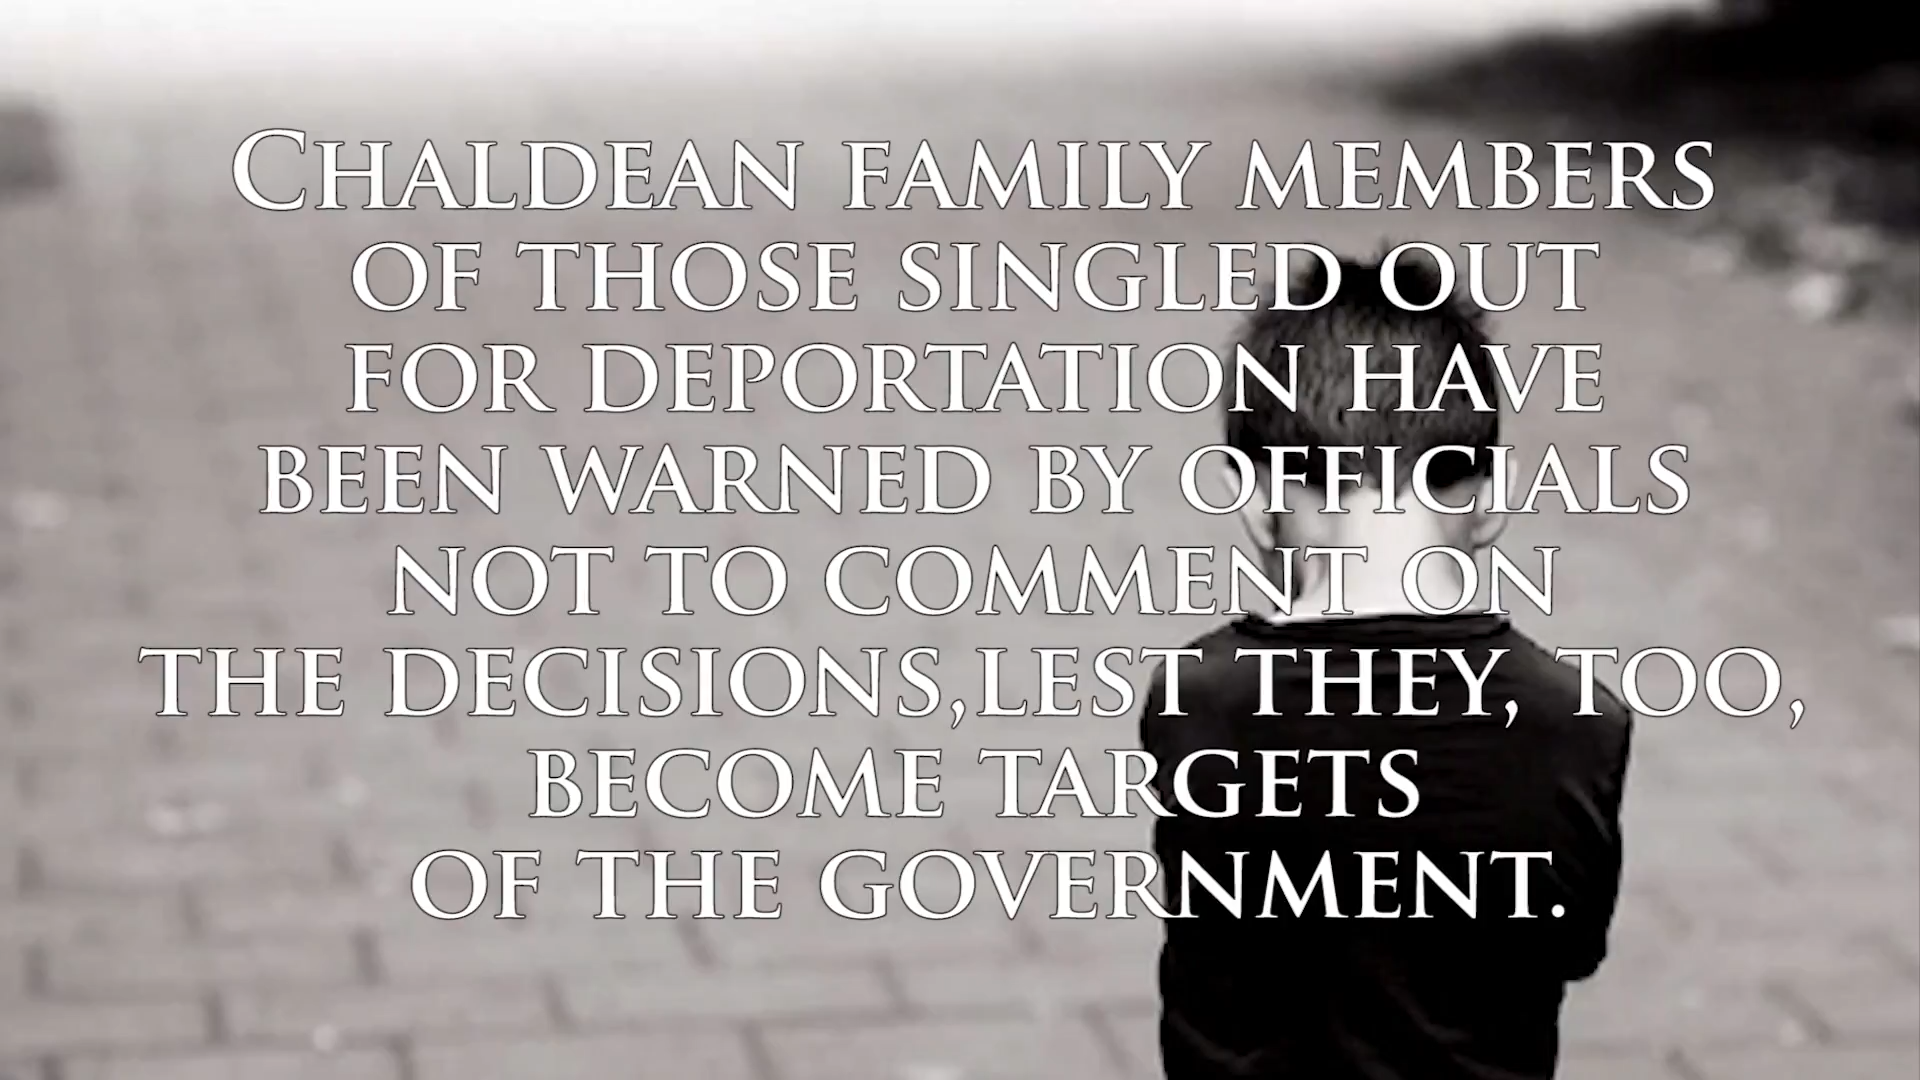 Chaldean family members
of those singled out
for deportation have
been warned by officials
not to comment on
the decisions,lest they, too,
become targets
of the government.